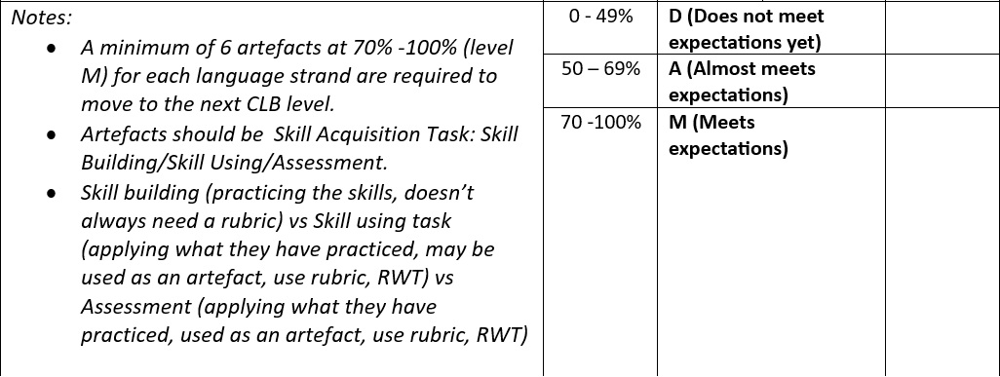 Notes:
• A minimum of 6 artefacts at 70% -100% (level
M) for each language strand are required to
move to the next CLB level.
• Artefacts should be  Skill Acquisition Task: Skill
Building/Skill Using/Assessment.
• Skill building (practicing the skills, doesn’t
always need a rubric) vs Skill using task
(applying what they have practiced, may be
used as an artefact, use rubric, RWT) vs
Assessment (applying what they have
practiced, used as an artefact, use rubric, RWT)
0 - 49%
D (Does not meet
expectations yet)
50 – 69%
A (Almost meets
expectations)
70 -100%
M (Meets
expectations)